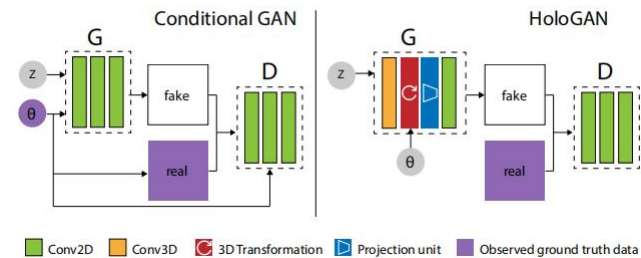 Conditional GAN
HoloGAN
G
D
z
θ
fake
real
G
D
z
θ
fake
real
Conv2D Conv3D 3D Transformation Projection unit Observed ground truth data